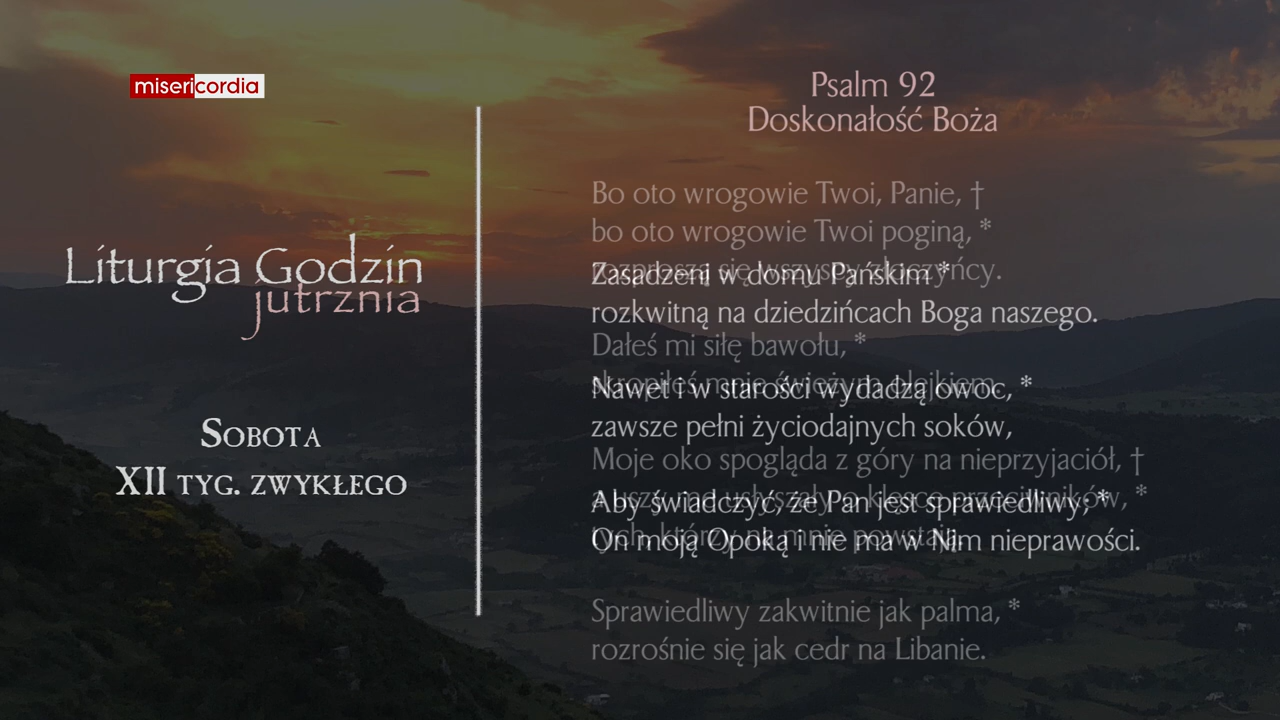 misericordia
Liturgia Godzin
jutrznia
Sobota
XII tyg. zwykłego
Psalm 92
Doskonałość Boża
Bo oto wrogowie Twoi, Panie, †
bo oto wrogowie Twoi poginą, *
Zasadzeni w domu Pańskim *
rozkwitną na dziedzińcach Boga naszego.
Dałeś mi siłę bawołu, *
Nawet i w starości wydadzą owoc, *
zawsze pełni życiodajnych soków,
Moje oko spogląda z góry na nieprzyjaciół, †
Aby świadczyć, że Pan jest sprawiedliwy; *
On moją Opoką i nie ma w Nim nieprawości.
Sprawiedliwy zakwitnie jak palma, *
rozrośnie się jak cedr na Libanie.